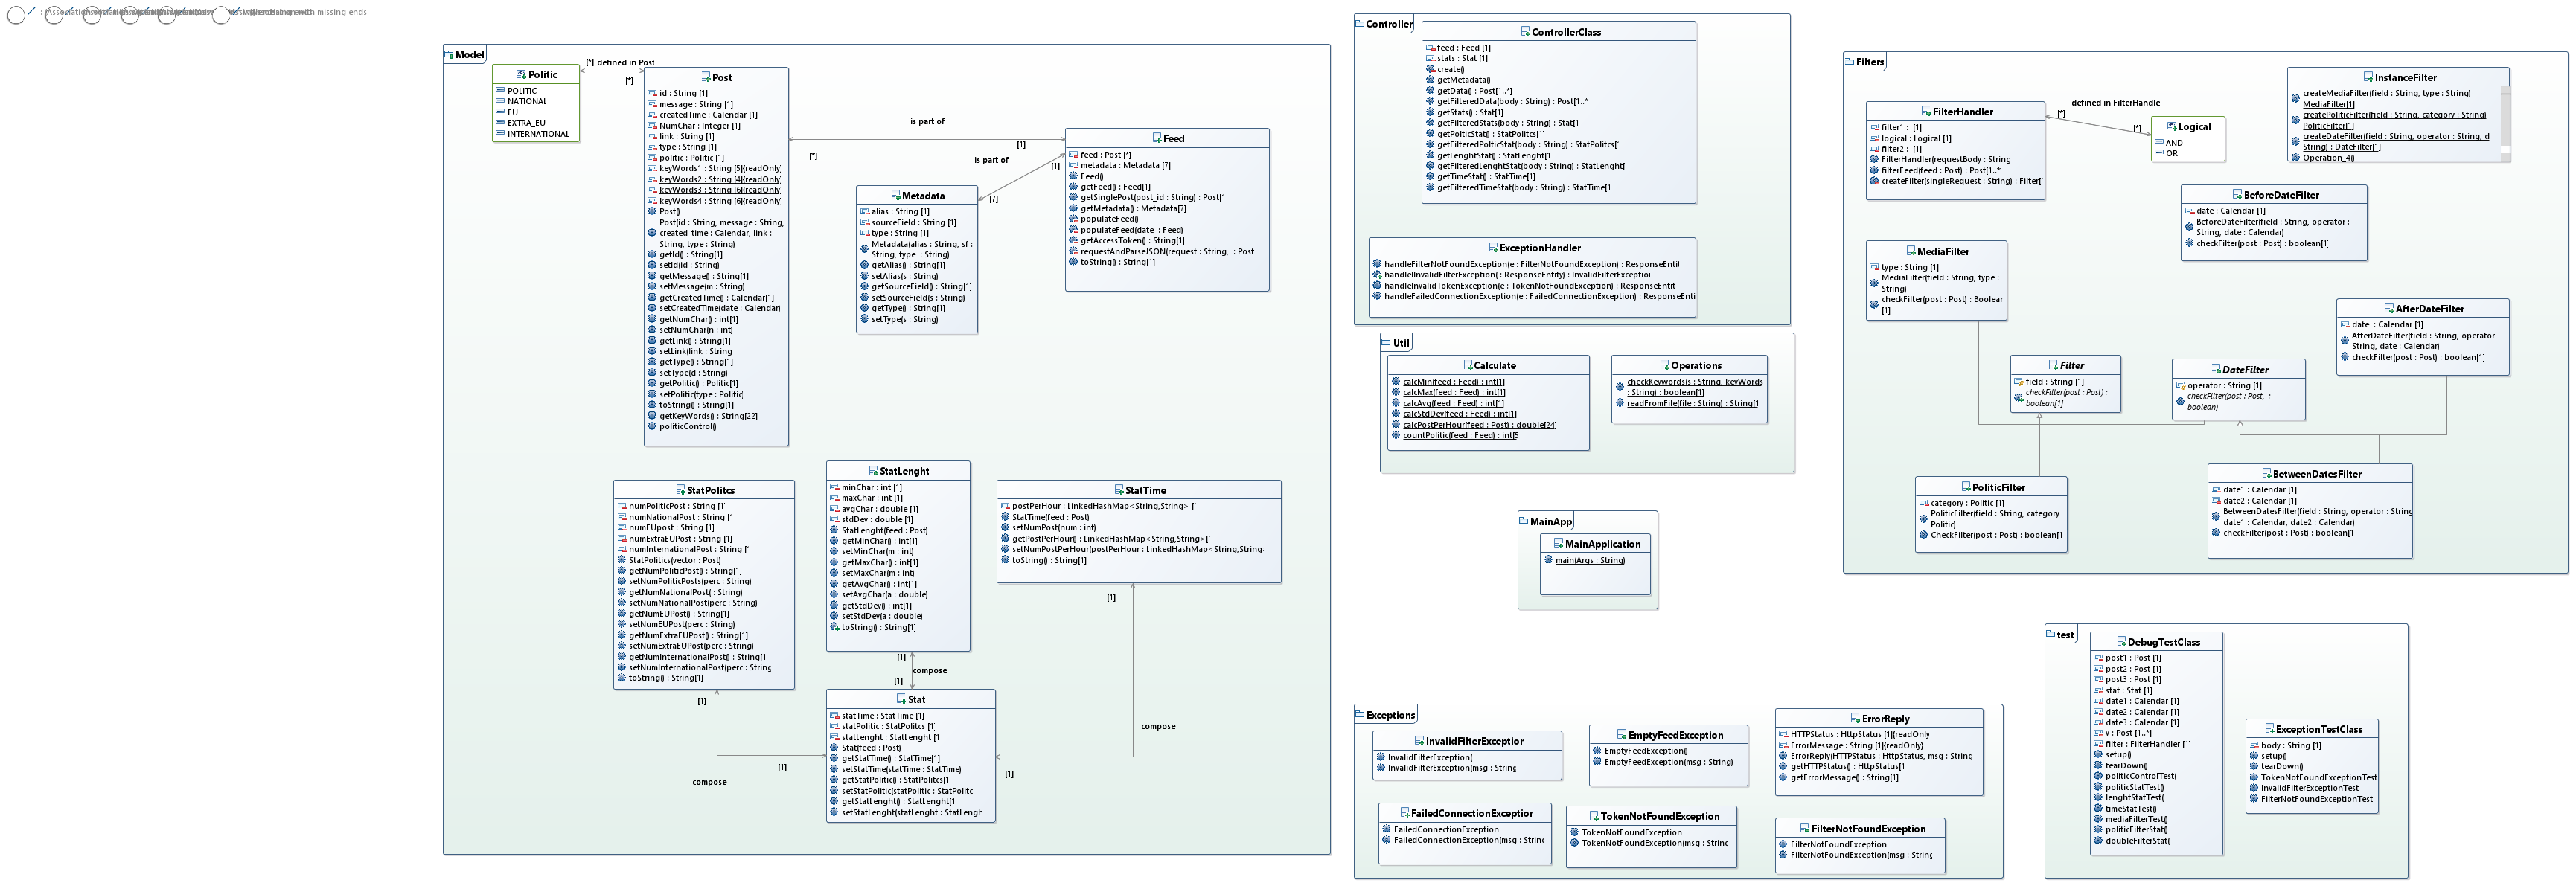 with missing ends
Model
Politic
POLITIC
NATIONAL
EU
EXTRA_EU
INTERNATIONAL
[*] defined in Post
[*]
Post
id : String [1]
message : String [1]
createdTime : Calendar [1]
NumChar : Integer [1]
link : String [1]
type : String [1]
politic : Politic [1]
keyWords1 : String [5]{readOnly}
keyWords2 : String [4]{readOnly}
keyWords3 : String [6]{readOnly}
keyWords4 : String [6]{readOnly}
Post()
Post(id : String, message : String,
created_time : Calendar, link :
String, type : String)
getId() : String[1]
setId(id : String)
getMessage() : String[1]
setMessage(m : String)
getCreatedTime() : Calendar[1]
setCreatedTime(date : Calendar)
getNumChar() : int[1]
setNumChar(n : int)
getLink() : String[1]
setLink(link : String
getType() : String[1]
setType(d : String)
getPolitic() : Politic[1]
setPolitic(type : Politic)
toString() : String[1]
getKeyWords() : String[22]
politicControl()
is part of
[*]
[1]
is part of
[1]
[7]
Metadata
alias : String [1]
sourceField : String [1]
type : String [1]
Metadata(alias : String, sf :
String, type : String)
getAlias() : String[1]
setAlias(s : String)
getSourceField() : String[1]
setSourceField(s : String)
getType() : String[1]
setType(s : String)
Feed
feed : Post [*]
metadata : Metadata [7]
Feed()
getFeed() : Feed[1]
getSinglePost(post_id : String) : Post[1
getMetadata() : Metadata[7]
populateFeed()
populateFeed(date : Feed)
getAccessToken() : String[1]
requestAndParseJSON(request : String, : Post
toString() : String[1]
StatPolitcs
numPoliticPost : String [1]
numNationalPost : String [1
numEUpost : String [1]
numExtraEUPost : String [1]
numInternationalPost : String [
StatPolitics(vector : Post)
getNumPoliticPost() : String[1]
setNumPoliticPosts(perc : String)
getNumNationalPost( : String)
setNumNationalPost(perc : String)
getNumEUPost() : String[1]
setNumEUPost(perc : String)
getNumExtraEUPost() : String[1]
setNumExtraEUPost(perc : String)
getNumInternationalPost() : String[1
setNumInternationalPost(perc : String
toString() : String[1]
StatLenght
minChar : int [1]
maxChar : int [1]
avgChar : double [1]
stdDev : double [1]
StatLenght(feed : Post)
getMinChar() : int[1]
setMinChar(m : int)
getMaxChar() : int[1]
setMaxChar(m : int)
getAvgChar() : int[1]
setAvgChar(a : double)
getStdDev() : int[1]
setStdDev(a : double)
toString() : String[1]
StatTime
postPerHour : LinkedHashMap<String,String> [
StatTime(feed : Post)
setNumPost(num : int)
getPostPerHour() : LinkedHashMap<String,String>[
setNumPostPerHour(postPerHour : LinkedHashMap<String,String>
toString() : String[1]
[1]
[1]
compose
[1]
Stat
statTime : StatTime [1]
statPolitic : StatPolitcs [1]
statLenght : StatLenght [1
Stat(feed : Post)
getStatTime() : StatTime[1]
setStatTime(statTime : StatTime)
getStatPolitic() : StatPolitcs[1
setStatPolitic(statPolitic : StatPolitc
getStatLenght() : StatLenght[1
setStatLenght(statLenght : StatLengh
[1]
[1]
compose
[1]
compose
Controller
ControllerClass
feed : Feed [1]
stats : Stat [1]
create()
getMetadata()
getData() : Post[1..*]
getFilteredData(body : String) : Post[1..*
getStats() : Stat[1]
getFilteredStats(body : String) : Stat[1
getPolticStat() : StatPolitcs[1]
getFilteredPolticStat(body : String) : StatPolitcs[
getLenghtStat() : StatLenght[1
getFilteredLenghtStat(body : String) : StatLenght[
getTimeStat() : StatTime[1]
getFilteredTimeStat(body : String) : StatTime[1
ExceptionHandler
handleFilterNotFoundException(e : FilterNotFoundException) : ResponseEntit
handleInvalidFilterException( : ResponseEntity) : InvalidFilterException
handleInvalidTokenException(e : TokenNotFoundException) : ResponseEntit
handleFailedConnectionException(e : FailedConnectionException) : ResponseEnti
Util
Calculate
calcMin(feed : Feed) : int[1]
calcMax(feed : Feed) : int[1]
calcAvg(feed : Feed) : int[1]
calcStdDev(feed : Feed) : int[1]
calcPostPerHour(feed : Post) : double[24]
countPolitic(feed : Feed) : int[5
Operations
checkKeywords(s : String, keyWords
: String) : boolean[1]
readFromFile(file : String) : String[1
MainApp
MainApplication
main(Args : String)
Exceptions
InvalidFilterException
InvalidFilterException(
InvalidFilterException(msg : String
EmptyFeedException
EmptyFeedException()
EmptyFeedException(msg : String)
ErrorReply
HTTPStatus : HttpStatus [1]{readOnly
ErrorMessage : String [1]{readOnly}
ErrorReply(HTTPStatus : HttpStatus, msg : String
getHTTPStatus() : HttpStatus[1
getErrorMessage() : String[1]
FailedConnectionException
FailedConnectionException
FailedConnectionException(msg : String
TokenNotFoundException
TokenNotFoundException
TokenNotFoundException(msg : String
FilterNotFoundException
FilterNotFoundException(
FilterNotFoundException(msg : String
Filters
FilterHandler
filter1 : [1]
logical : Logical [1]
filter2 : [1]
FilterHandler(requestBody : String
filterFeed(feed : Post) : Post[1..*
createFilter(singleRequest : String) : Filter[
defined in FilterHandle
[*]
[*]
Logical
AND
OR
InstanceFilter
createMediaFilter(field : String, type : String)
MediaFilter[1]
createPoliticFilter(field : String, category : String)
PoliticFilter[1]
createDateFilter(field : String, operator : String, d
String) : DateFilter[1]
Operation_4()
BeforeDateFilter
date : Calendar [1]
BeforeDateFilter(field : String, operator :
String, date : Calendar)
checkFilter(post : Post) : boolean[1]
MediaFilter
type : String [1]
MediaFilter(field : String, type :
String)
checkFilter(post : Post) : Boolean
[1]
AfterDateFilter
date : Calendar [1]
AfterDateFilter(field : String, operator
String, date : Calendar)
checkFilter(post : Post) : boolean[1]
Filter
field : String [1]
checkFilter(post : Post) :
boolean[1]
DateFilter
operator : String [1]
checkFilter(post : Post, :
boolean)
PoliticFilter
category : Politic [1]
PoliticFilter(field : String, category
Politic)
CheckFilter(post : Post) : boolean[1
BetweenDatesFilter
date1 : Calendar [1]
date2 : Calendar [1]
BetweenDatesFilter(field : String, operator : String
date1 : Calendar, date2 : Calendar)
checkFilter(post : Post) : boolean[1
test
DebugTestClass
post1 : Post [1]
post2 : Post [1]
post3 : Post [1]
stat : Stat [1]
date1 : Calendar [1]
date2 : Calendar [1]
date3 : Calendar [1]
v : Post [1..*]
filter : FilterHandler [1]
setup()
tearDown()
politicControlTest(
politicStatTest()
lenghtStatTest(
timeStatTest()
mediaFilterTest()
politicFilterStat(
doubleFilterStat(
ExceptionTestClass
body : String [1]
setup()
tearDown()
TokenNotFoundExceptionTest
InvalidFilterExceptionTest
FilterNotFoundExceptionTest